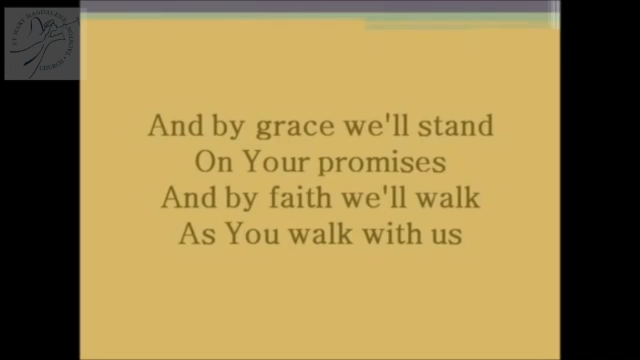 And by grace we'll stand
On Your promises
And by faith we'll walk
As You walk with us